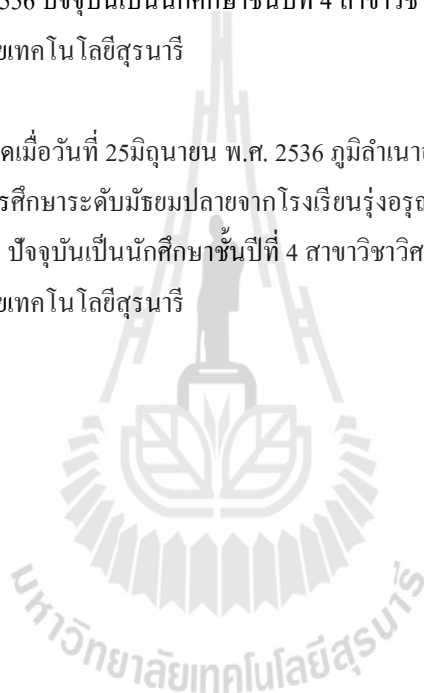 2536 ปัจจุบันเป็นนักศึกษาชั้นปีที่ 4 สาขาวิชา
ยเทคโนโลยีสุรนารี
ดเมื่อวันที่ 25มิถุนายน พ.ศ. 2536 ภูมิลำเนา
รศึกษาระดับมัธยมปลายจากโรงเรียนรุ่งอรุณ
ปัจจุบันเป็นนักศึกษาชั้นปีที่ 4 สาขาวิชาวิศ
ยเทคโนโลยีสุรนารี
มหาวิทยาลัยเทคโนโลยีสุรนารี